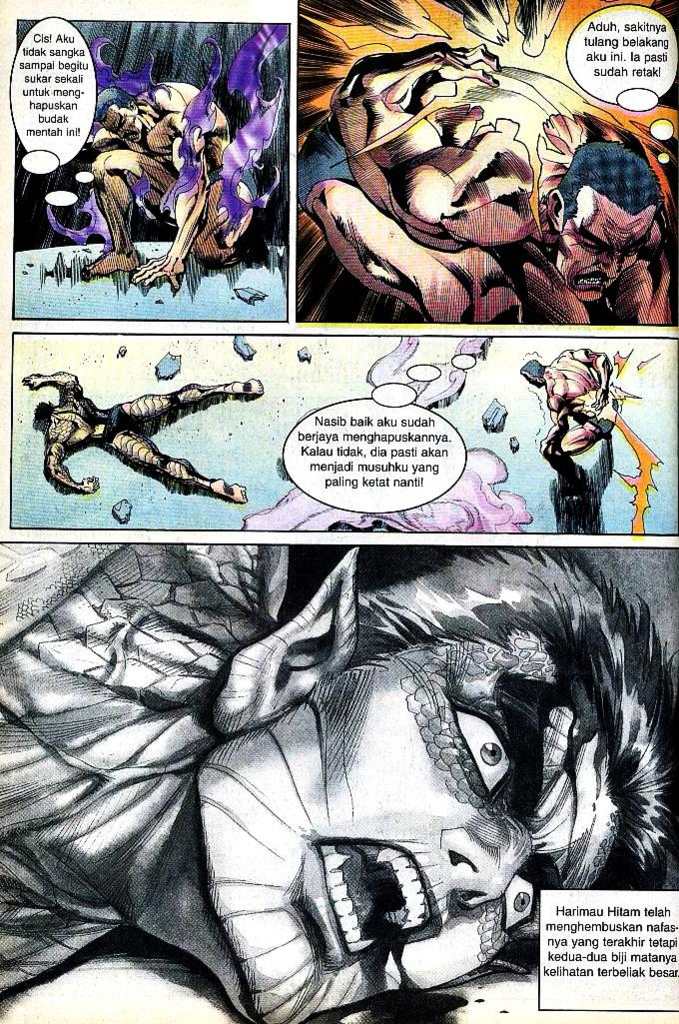 Cis! Aku
tidak sangka
sampai begitu
sukar sekali
untuk meng-
hapuskan
budak
mentah ini!
Aduh, sakitnya
tulang belakang
aku ini. Ia pasti
sudah retak!
Nasib baik aku sudah
berjaya menghapuskannya.
Kalau tidak, dia pasti akan
menjadi musuhku yang
paling ketat nanti!
Harimau Hitam telah
menghembuskan nafas-
nya yang terakhir tetapi
kedua-dua biji matanya
kelihatan terbeliak besar.